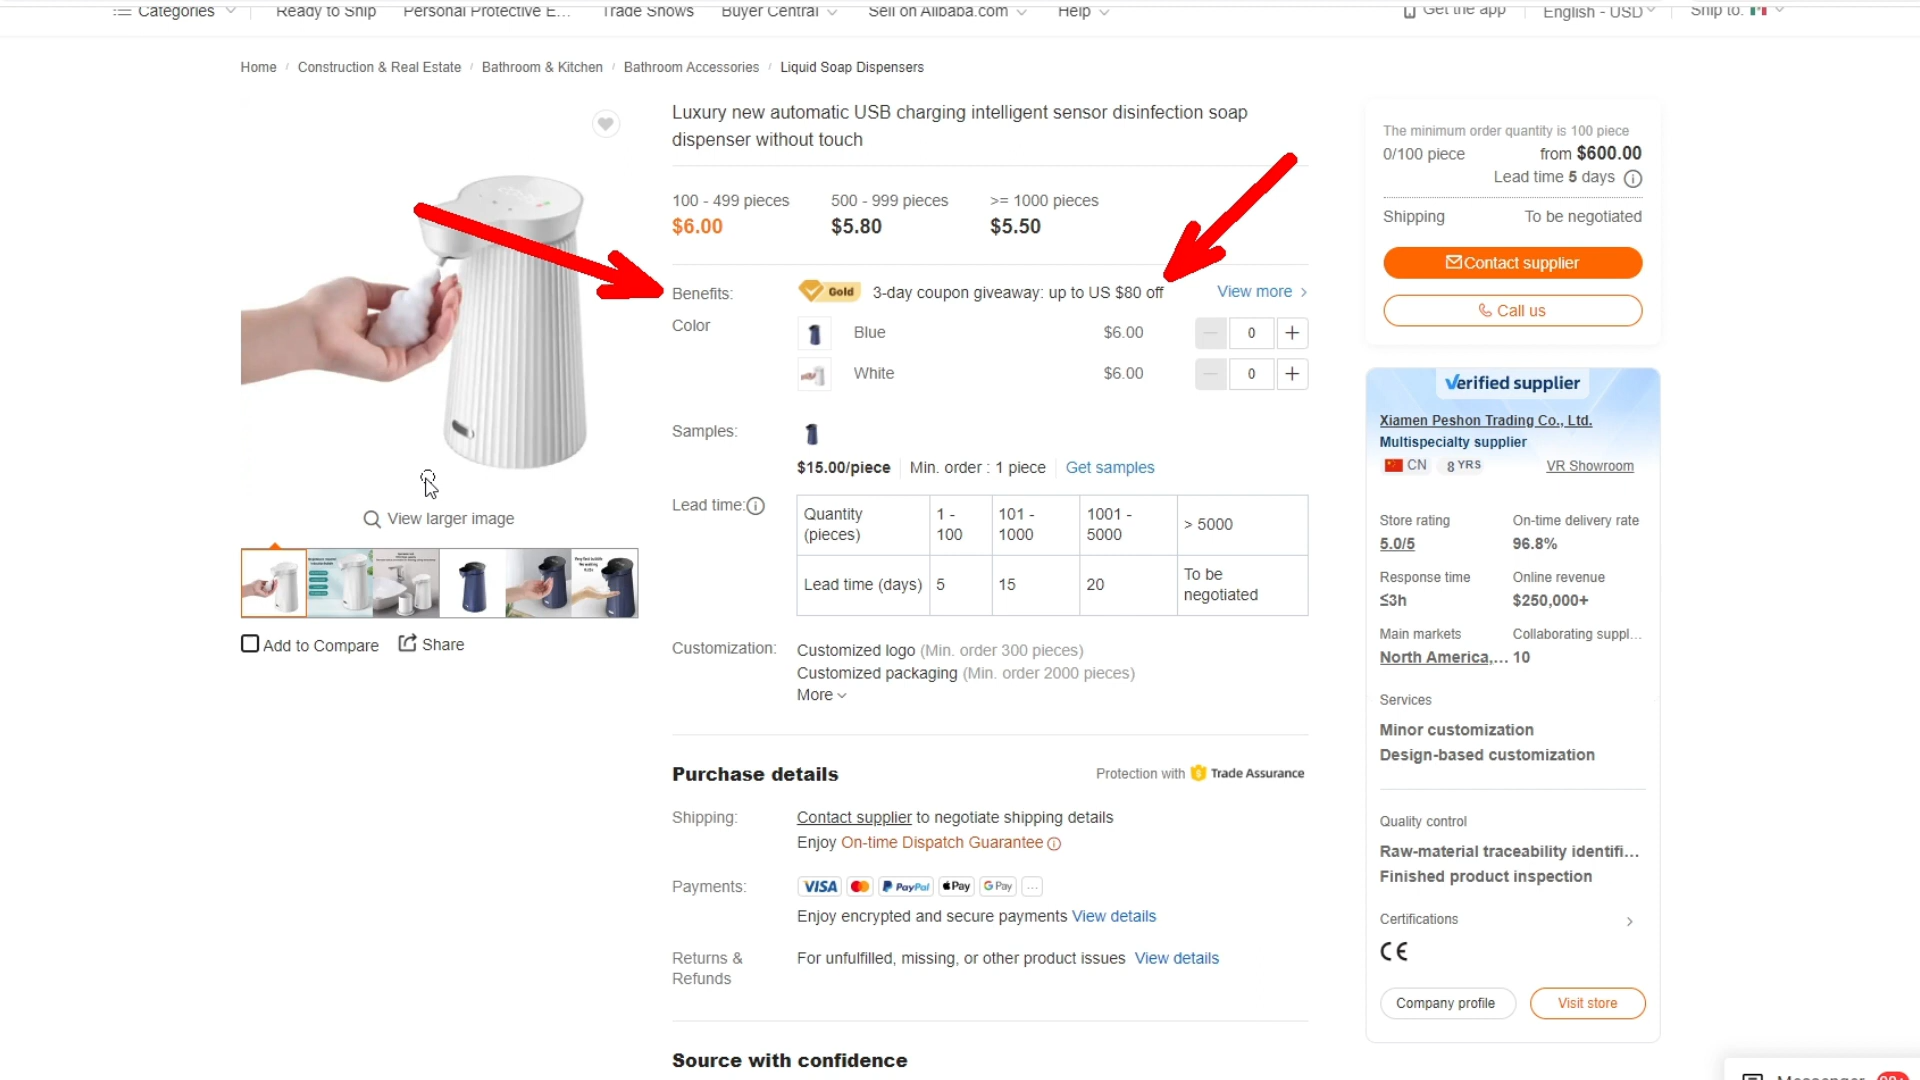 Categories
Ready to Ship
Personal Protective E...
Trade Shows
Buyer Central
Sell on Alibaba.com
Help
Get the app
English - USD
Ship to:
Home / Construction & Real Estate / Bathroom & Kitchen / Bathroom Accessories / Liquid Soap Dispensers
Luxury new automatic USB charging intelligent sensor disinfection soap
dispenser without touch
100 - 499 pieces
$6.00
500 - 999 pieces
$5.80
>= 1000 pieces
$5.50
Benefits:
Gold
3-day coupon giveaway: up to US $80 off
View more >
Color
Blue
$6.00
0
White
$6.00
0
Samples:
$15.00/piece
Min. order : 1 piece
Get samples
Lead time:
Quantity
(pieces)
1 -
100
101 -
1000
1001 -
5000
> 5000
Lead time (days)
5
15
20
To be
negotiated
Customization:
Customized logo (Min. order 300 pieces)
Customized packaging (Min. order 2000 pieces)
More
View larger image
Add to Compare
Share
Purchase details
Protection with Trade Assurance
Shipping:
Contact supplier to negotiate shipping details
Enjoy On-time Dispatch Guarantee
Payments:
VISA
PayPal
Pay
G Pay
...
Enjoy encrypted and secure payments View details
Returns &
Refunds
For unfulfilled, missing, or other product issues View details
Source with confidence
The minimum order quantity is 100 piece
0/100 piece
from $600.00
Lead time 5 days
Shipping
To be negotiated
Contact supplier
Call us
Verified supplier
Xiamen Peshon Trading Co., Ltd.
Multispecialty supplier
CN
8 YRS
VR Showroom
Store rating
5.0/5
On-time delivery rate
96.8%
Response time
≤3h
Online revenue
$250,000+
Main markets
North America,...
Collaborating suppl...
10
Services
Minor customization
Design-based customization
Quality control
Raw-material traceability identifi...
Finished product inspection
Certifications
CE
Company profile
Visit store
Messenger